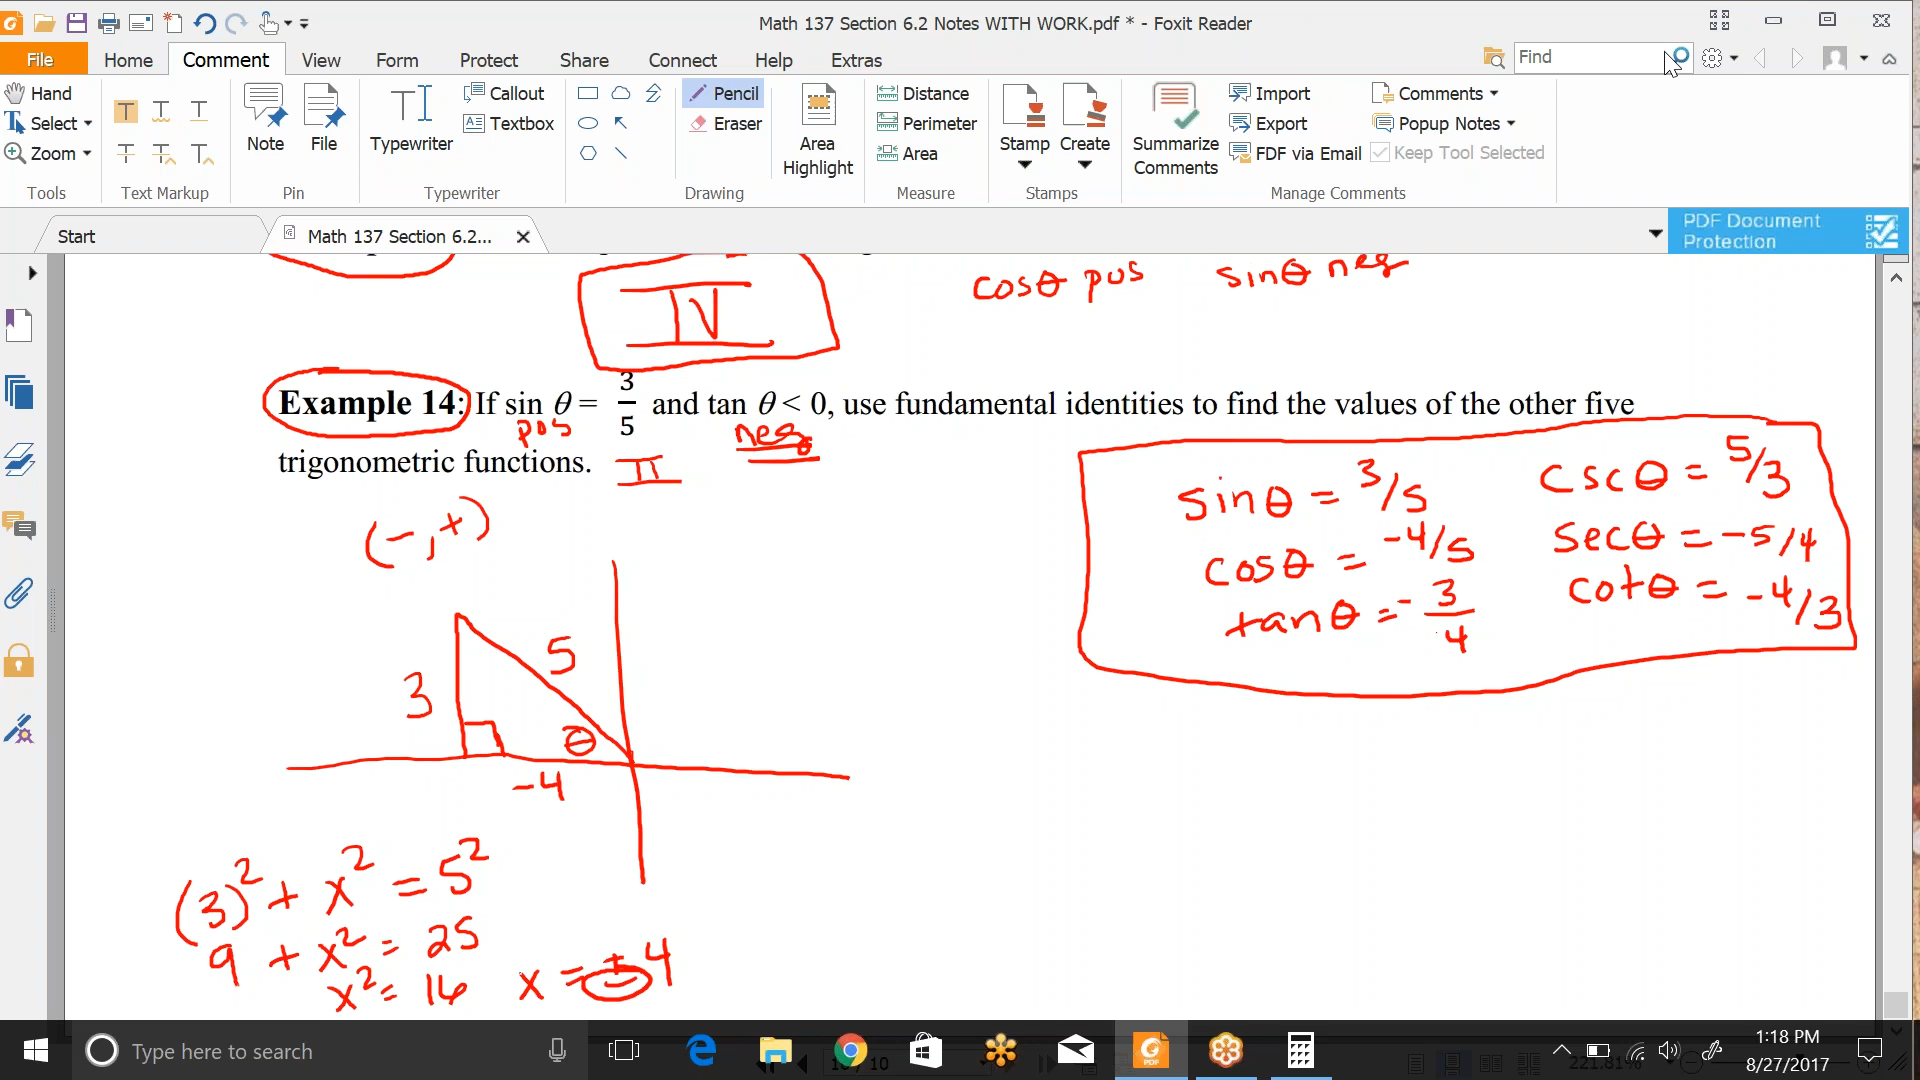 Math 137 Section 6.2 Notes WITH WORK.pdf * - Foxit Reader
File Home Comment View Form Protect Share Connect Help Extras
Find
Hand
Select
Zoom
Tools
Text Markup
Note
File
Pin
Typewriter
Callout
Textbox
Typewriter
Pencil
Eraser
Drawing
Area
Highlight
Distance
Perimeter
Area
Measure
Stamp
Create
Stamps
Summarize
Comments
Import
Export
FDF via Email
Comments
Popup Notes
Keep Tool Selected
Manage Comments
Start
Math 137 Section 6.2...
PDF Document
Protection
cosθ pos sinθ neg
IV
Example 14: If sin θ = 3/5 and tan θ < 0, use fundamental identities to find the values of the other five
pos neg
trigonometric functions. II
(-,+)
sinθ = 3/5 cscθ = 5/3
cosθ = -4/5 secθ = -5/4
tanθ = -3/4 cotθ = -4/3
5
3
θ
-4
(3)² + x² = 5²
9 + x² = 25
x² = 16 x = ±4
Type here to search
1:18 PM
8/27/2017